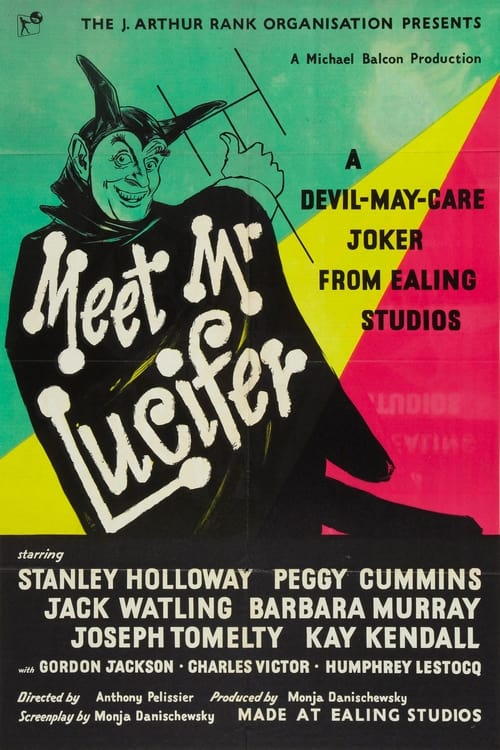 THE J. ARTHUR RANK ORGANISATION PRESENTS
A Michael Balcon Production
A
DEVIL-MAY-CARE
JOKER
FROM EALING
STUDIOS
Meet Mr
Lucifer
starring
STANLEY HOLLOWAY PEGGY CUMMINS
JACK WATLING BARBARA MURRAY
JOSEPH TOMELTY KAY KENDALL
with GORDON JACKSON · CHARLES VICTOR · HUMPHREY LESTOCQ
Directed by Anthony Pelissier Produced by Monja Danischewsky
Screenplay by Monja Danischewsky MADE AT EALING STUDIOS